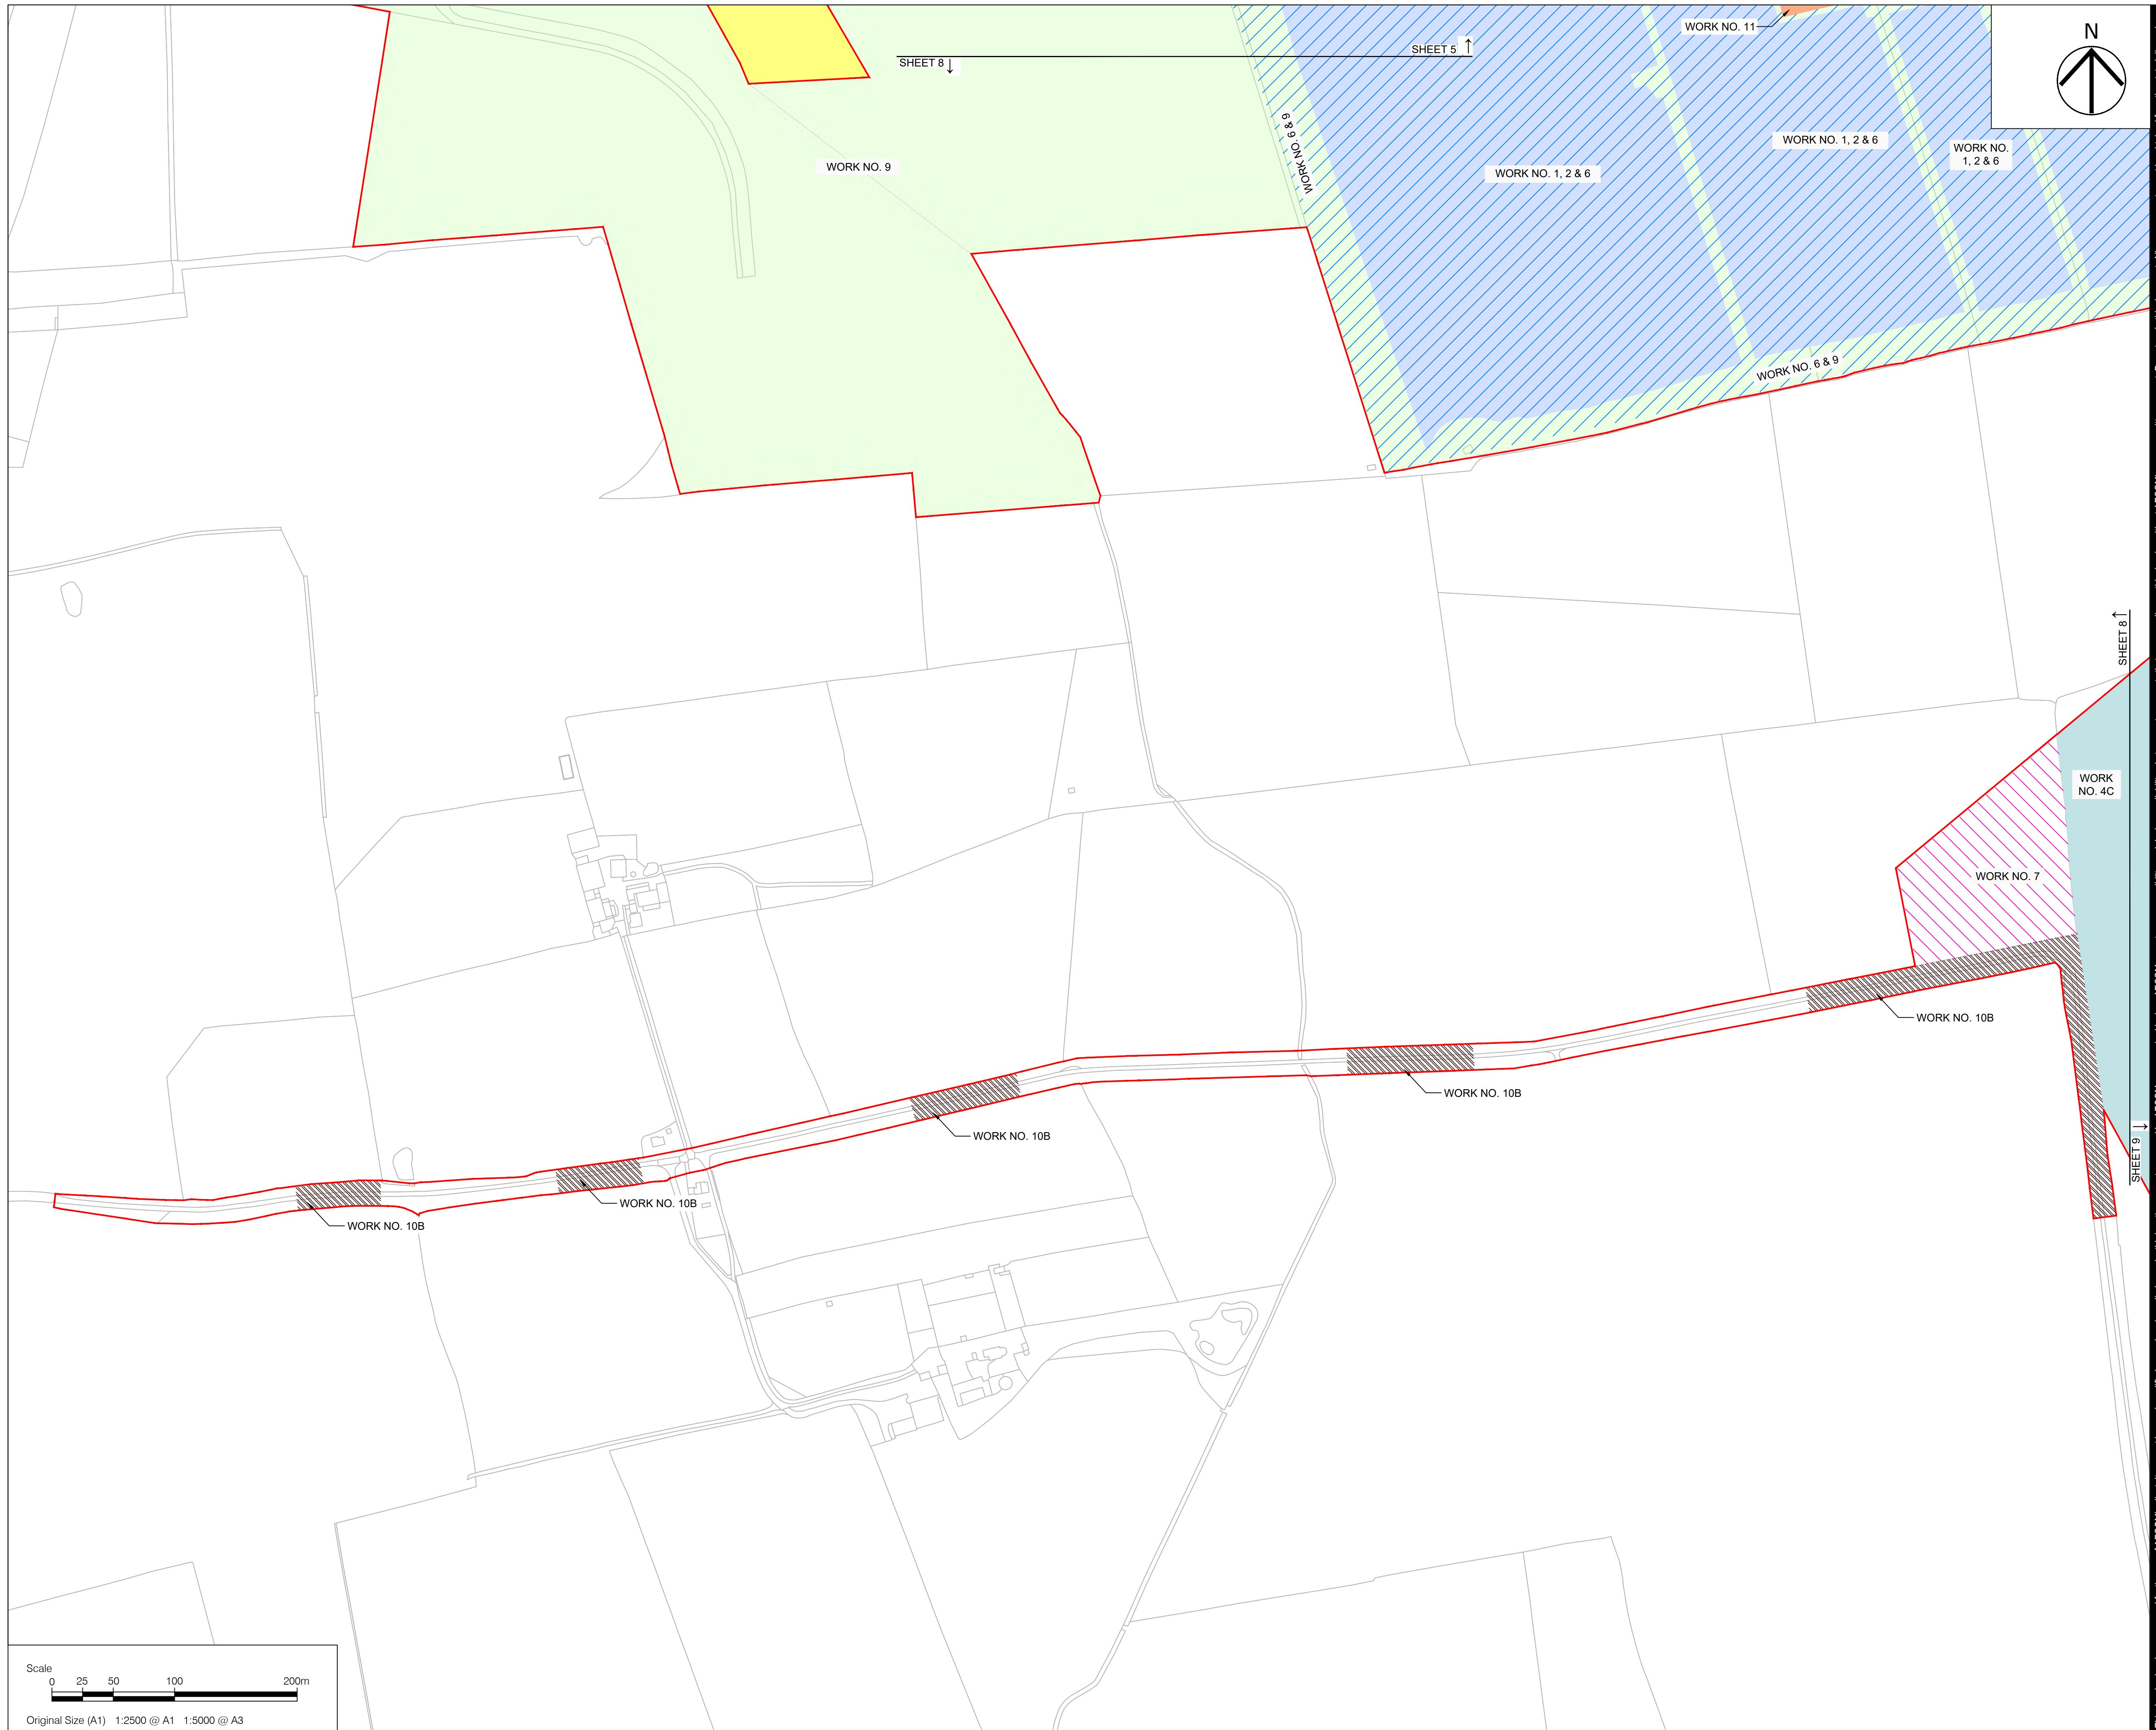 WORK NO. 11
N
SHEET 5 ↑
SHEET 8 ↓
WORK NO. 6 & 9
WORK NO. 1, 2 & 6
WORK NO.
1, 2 & 6
WORK NO. 9
WORK NO. 1, 2 & 6
WORK NO. 6 & 9
SHEET 8 ↑
WORK
NO. 4C
WORK NO. 7
WORK NO. 10B
WORK NO. 10B
WORK NO. 10B
SHEET 9 ↓
WORK NO. 10B
WORK NO. 10B
Scale
0 25 50 100 200m
Original Size (A1) 1:2500 @ A1 1:5000 @ A3